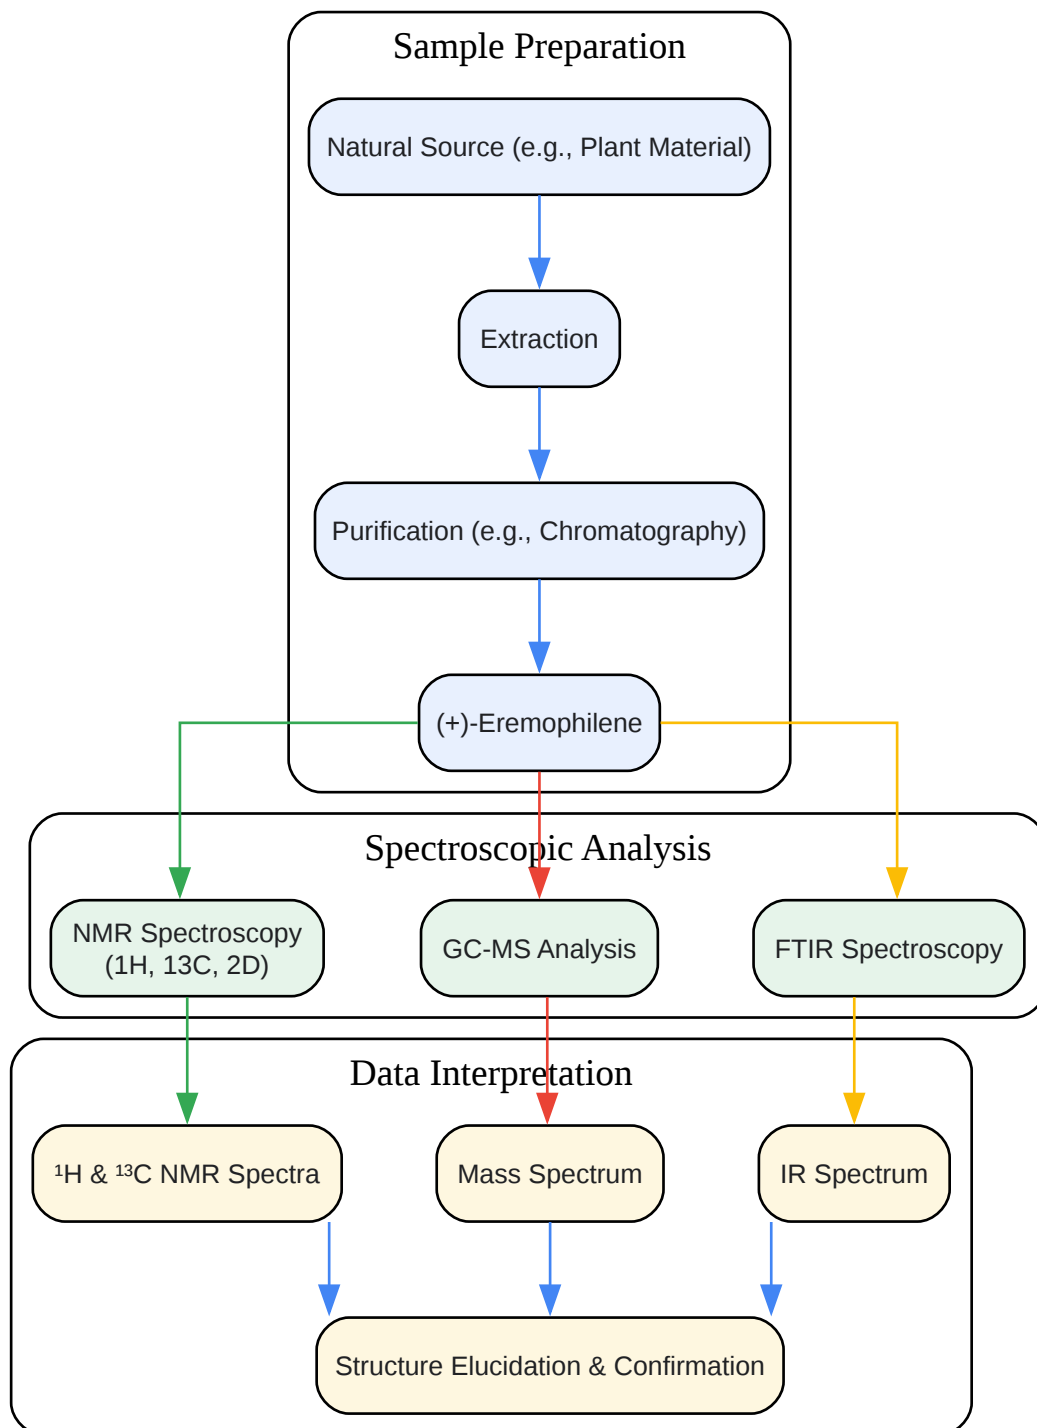 Sample Preparation
Natural Source (e.g., Plant Material)
Extraction
Purification (e.g., Chromatography)
(+)-Eremophilene
Spectroscopic Analysis
NMR Spectroscopy
(1H, 13C, 2D)
GC-MS Analysis
FTIR Spectroscopy
Data Interpretation
¹H & ¹³C NMR Spectra
Mass Spectrum
IR Spectrum
Structure Elucidation & Confirmation